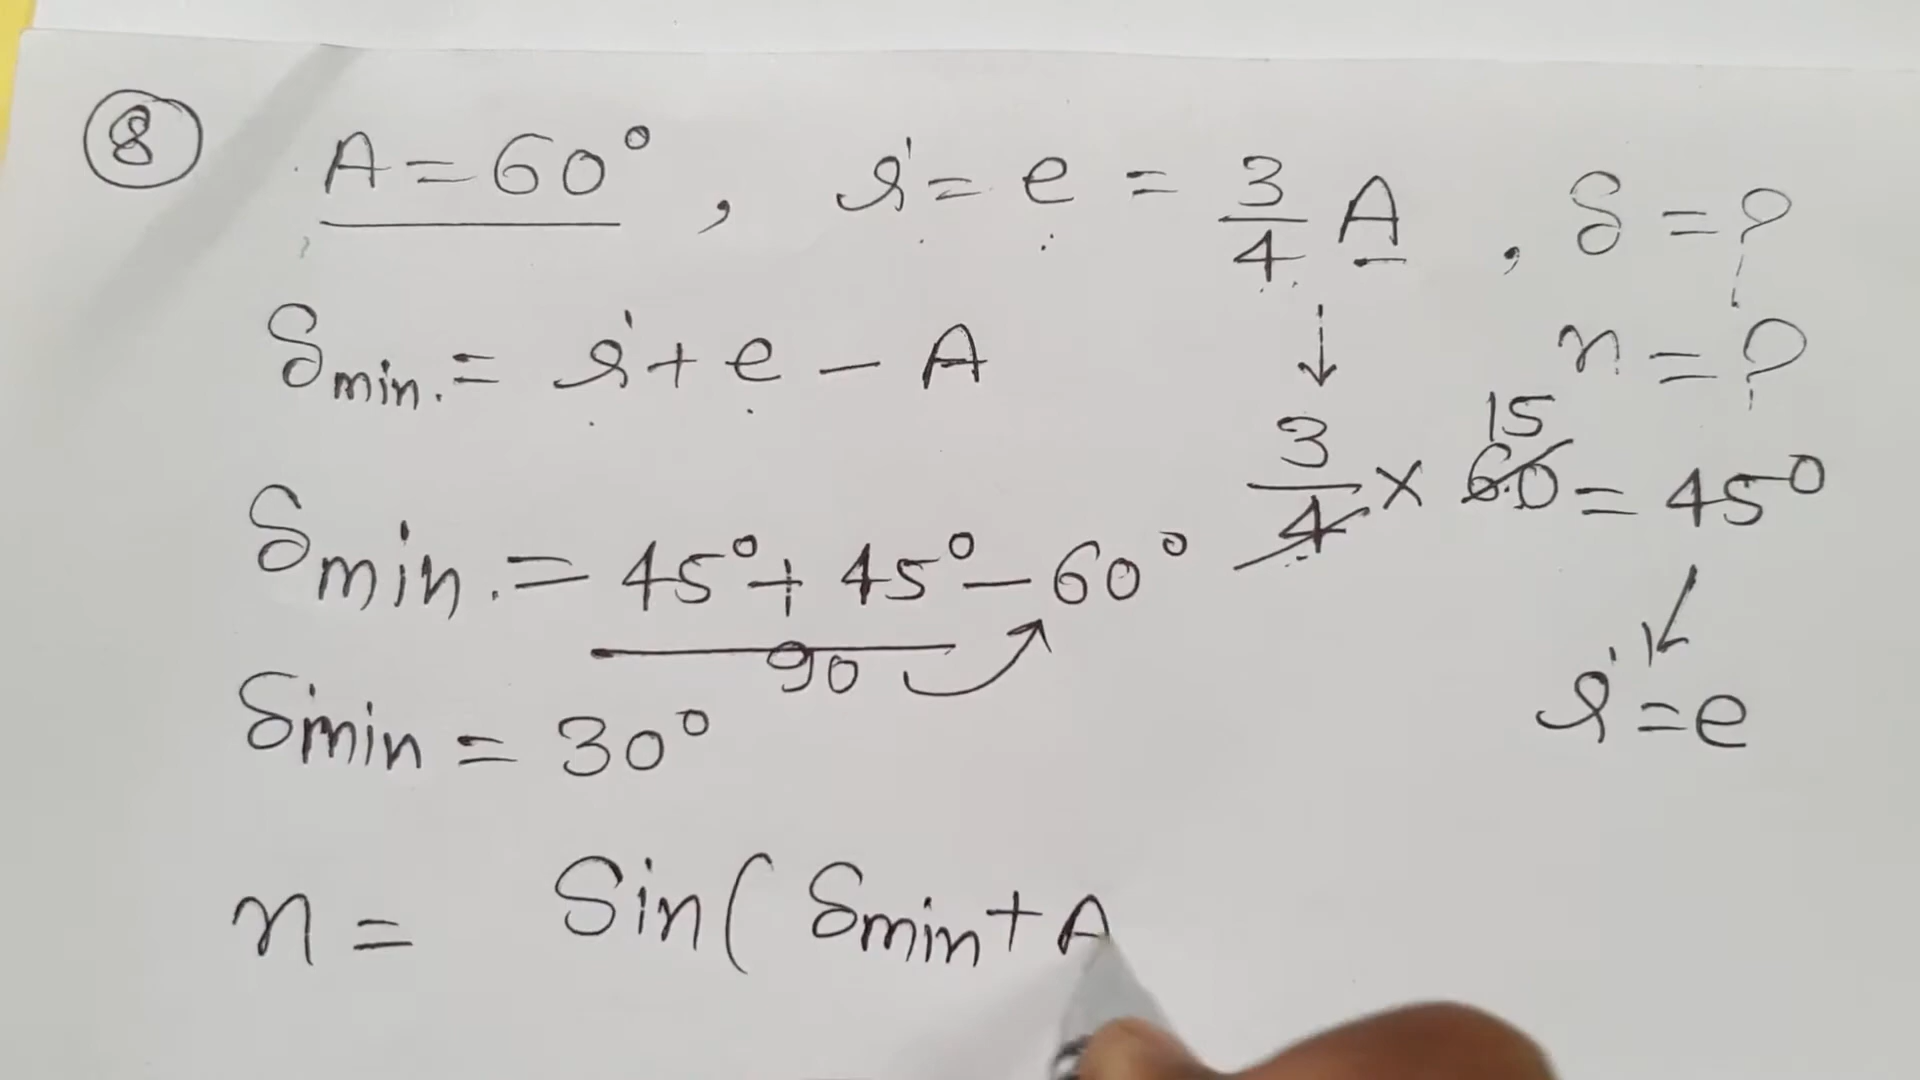 ⑧ A = 60°, i = e = 3/4 A, δ = ?
n = ?
δmin. = i + e − A
3/4 × 60 = 45°
15
δmin. = 45° + 45° − 60°
90
i = e
δmin = 30°
n = Sin( δmin + A